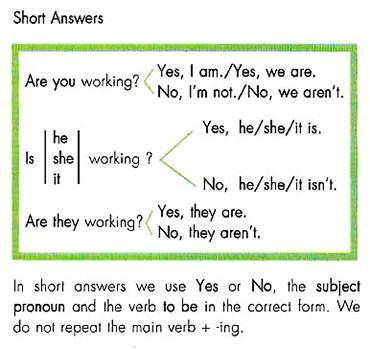 Short Answers
Are you working?
Yes, I am./Yes, we are.
No, I'm not./No, we aren't.
Is
he
she
it
working ?
Yes, he/she/it is.
No, he/she/it isn't.
Are they working?
Yes, they are.
No, they aren't.
In short answers we use Yes or No, the subject
pronoun and the verb to be in the correct form. We
do not repeat the main verb + -ing.